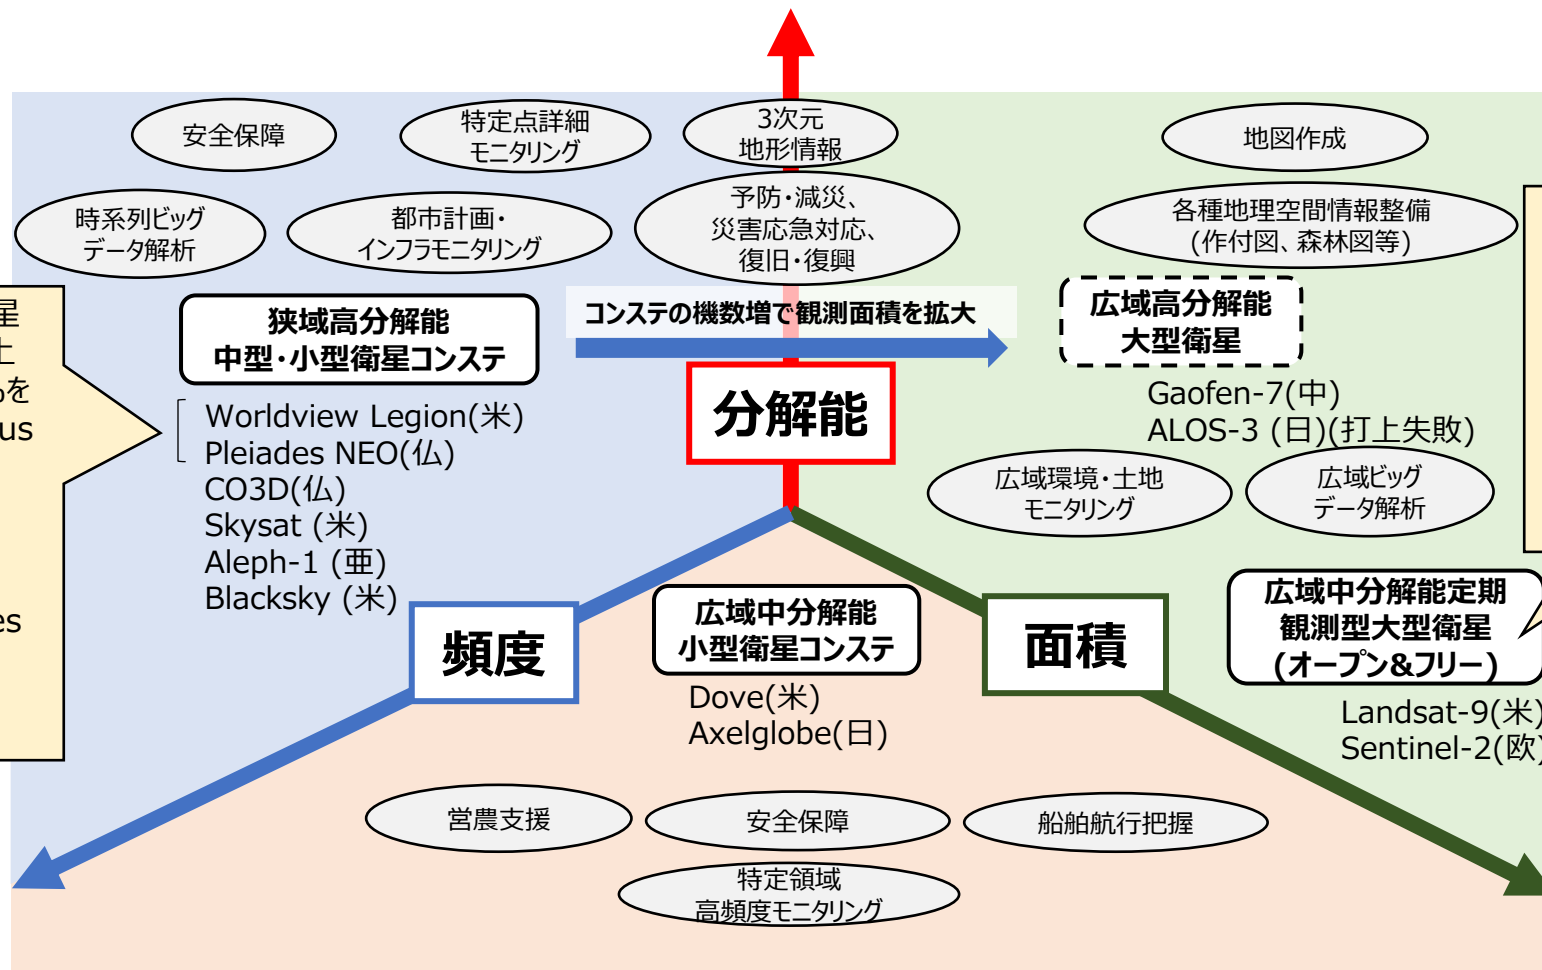 安全保障
特定点詳細
モニタリング
3次元
地形情報
地図作成
時系列ビッグ
データ解析
都市計画・
インフラモニタリング
予防・減災、
災害応急対応、
復旧・復興
各種地理空間情報整備
(作付図、森林図等)
星
上
%を
us
es
狭域高分解能
中型・小型衛星コンステ
コンステの機数増で観測面積を拡大
広域高分解能
大型衛星
Worldview Legion(米)
Pleiades NEO(仏)
CO3D(仏)
Skysat (米)
Aleph-1 (亜)
Blacksky (米)
分解能
Gaofen-7(中)
ALOS-3 (日)(打上失敗)
広域環境・土地
モニタリング
広域ビッグ
データ解析
頻度
広域中分解能
小型衛星コンステ
Dove(米)
Axelglobe(日)
面積
広域中分解能定期
観測型大型衛星
(オープン&フリー)
Landsat-9(米)
Sentinel-2(欧)
営農支援
安全保障
船舶航行把握
特定領域
高頻度モニタリング